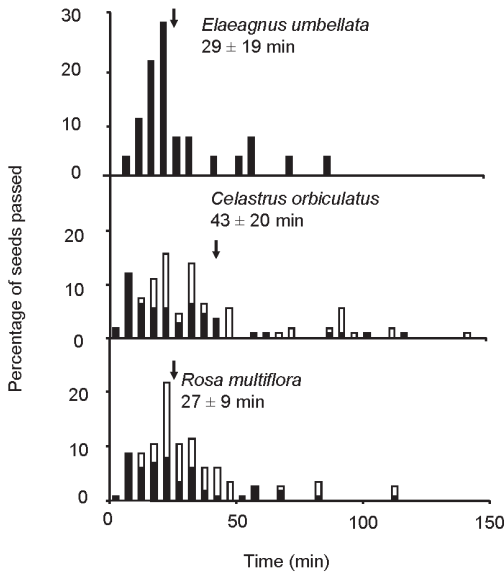 30
Elaeagnus umbellata
29 ± 19 min
20
10
0
Celastrus orbiculatus
43 ± 20 min
20
10
0
Percentage of seeds passed
Rosa multiflora
27 ± 9 min
20
10
0
0
50
100
150
Time (min)